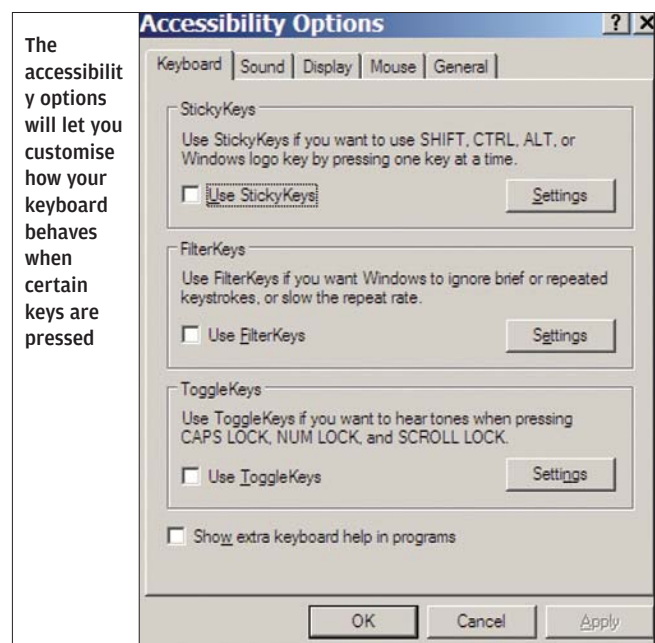 The
accessibilit
y options
will let you
customise
how your
keyboard
behaves
when
certain
keys are
pressed
Accessibility Options
? X
Keyboard Sound Display Mouse General
StickyKeys
Use StickyKeys if you want to use SHIFT, CTRL, ALT, or
Windows logo key by pressing one key at a time.
Use StickyKeys Settings
FilterKeys
Use FilterKeys if you want Windows to ignore brief or repeated
keystrokes, or slow the repeat rate.
Use FilterKeys Settings
ToggleKeys
Use ToggleKeys if you want to hear tones when pressing
CAPS LOCK, NUM LOCK, and SCROLL LOCK.
Use ToggleKeys Settings
Show extra keyboard help in programs
OK Cancel Apply